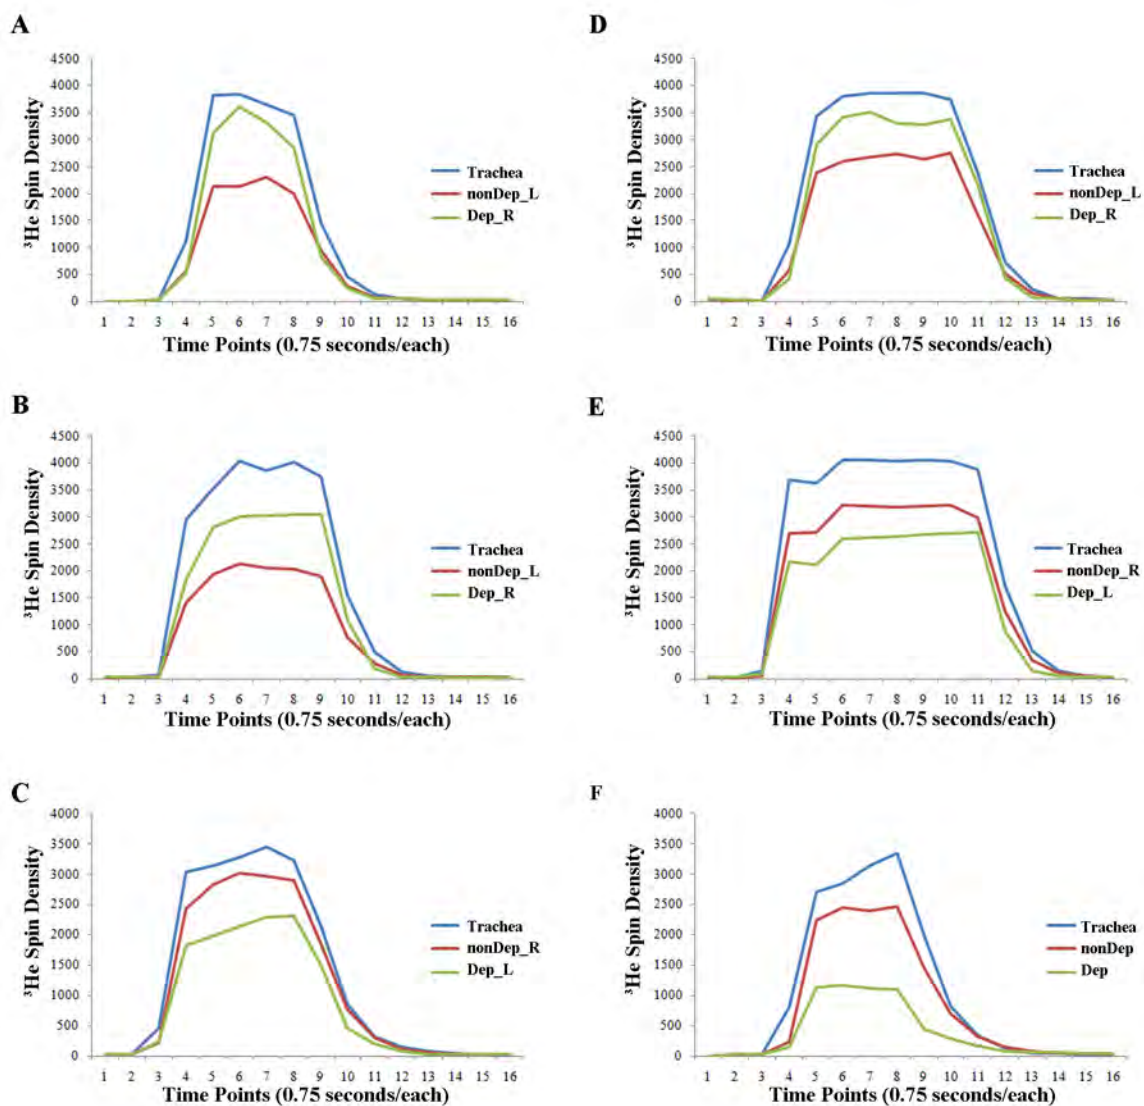 A
4500
4000
3500
3000
2500
2000
1500
1000
500
0
³He Spin Density
Trachea
nonDep_L
Dep_R
1 2 3 4 5 6 7 8 9 10 11 12 13 14 15 16
Time Points (0.75 seconds/each)
D
4500
4000
3500
3000
2500
2000
1500
1000
500
0
³He Spin Density
Trachea
nonDep_L
Dep_R
1 2 3 4 5 6 7 8 9 10 11 12 13 14 15 16
Time Points (0.75 seconds/each)
B
4500
4000
3500
3000
2500
2000
1500
1000
500
0
³He Spin Density
Trachea
nonDep_L
Dep_R
1 2 3 4 5 6 7 8 9 10 11 12 13 14 15 16
Time Points (0.75 seconds/each)
E
4500
4000
3500
3000
2500
2000
1500
1000
500
0
³He Spin Density
Trachea
nonDep_R
Dep_L
1 2 3 4 5 6 7 8 9 10 11 12 13 14 15 16
Time Points (0.75 seconds/each)
C
4000
3500
3000
2500
2000
1500
1000
500
0
³He Spin Density
Trachea
nonDep_R
Dep_L
1 2 3 4 5 6 7 8 9 10 11 12 13 14 15 16
Time Points (0.75 seconds/each)
F
4000
3500
3000
2500
2000
1500
1000
500
0
³He Spin Density
Trachea
nonDep
Dep
1 2 3 4 5 6 7 8 9 10 11 12 13 14 15 16
Time Points (0.75 seconds/each)